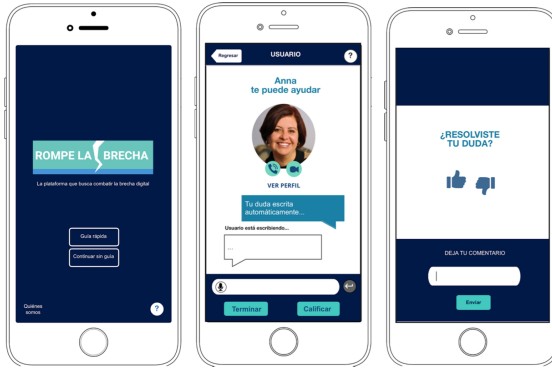 ROMPE LA BRECHA
La plataforma que busca combatir la brecha digital
Guía rápida
Continuar sin guía
Quiénes
somos
?
Regresar
USUARIO
?
Anna
te puede ayudar
VER PERFIL
Tu duda escrita
automáticamente...
Usuario está escribiendo...
...
Terminar
Calificar
¿RESOLVISTE
TU DUDA?
DEJA TU COMENTARIO
Enviar